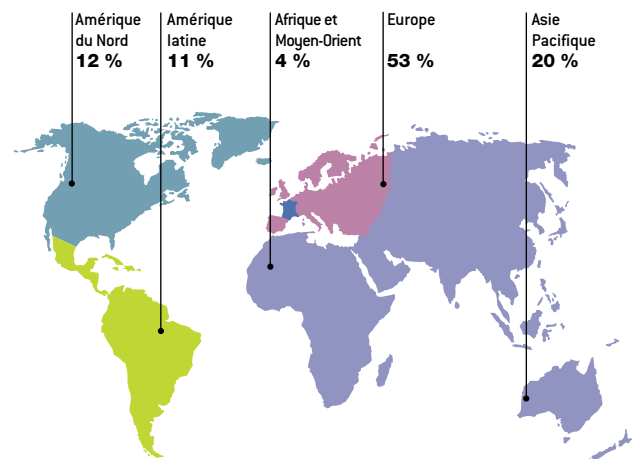 Amérique
du Nord
12 %
Amérique
latine
11 %
Afrique et
Moyen-Orient
4 %
Europe
53 %
Asie
Pacifique
20 %